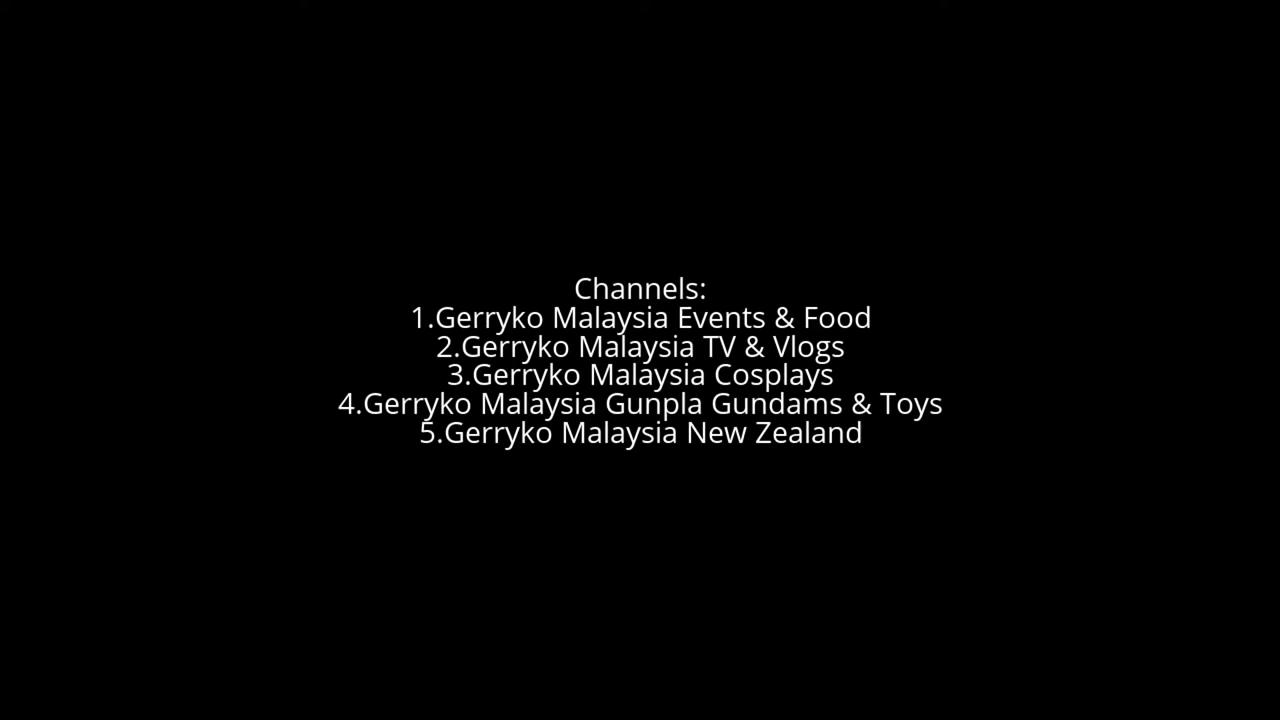 Channels:
1.Gerryko Malaysia Events & Food
2.Gerryko Malaysia TV & Vlogs
3.Gerryko Malaysia Cosplays
4.Gerryko Malaysia Gunpla Gundams & Toys
5.Gerryko Malaysia New Zealand